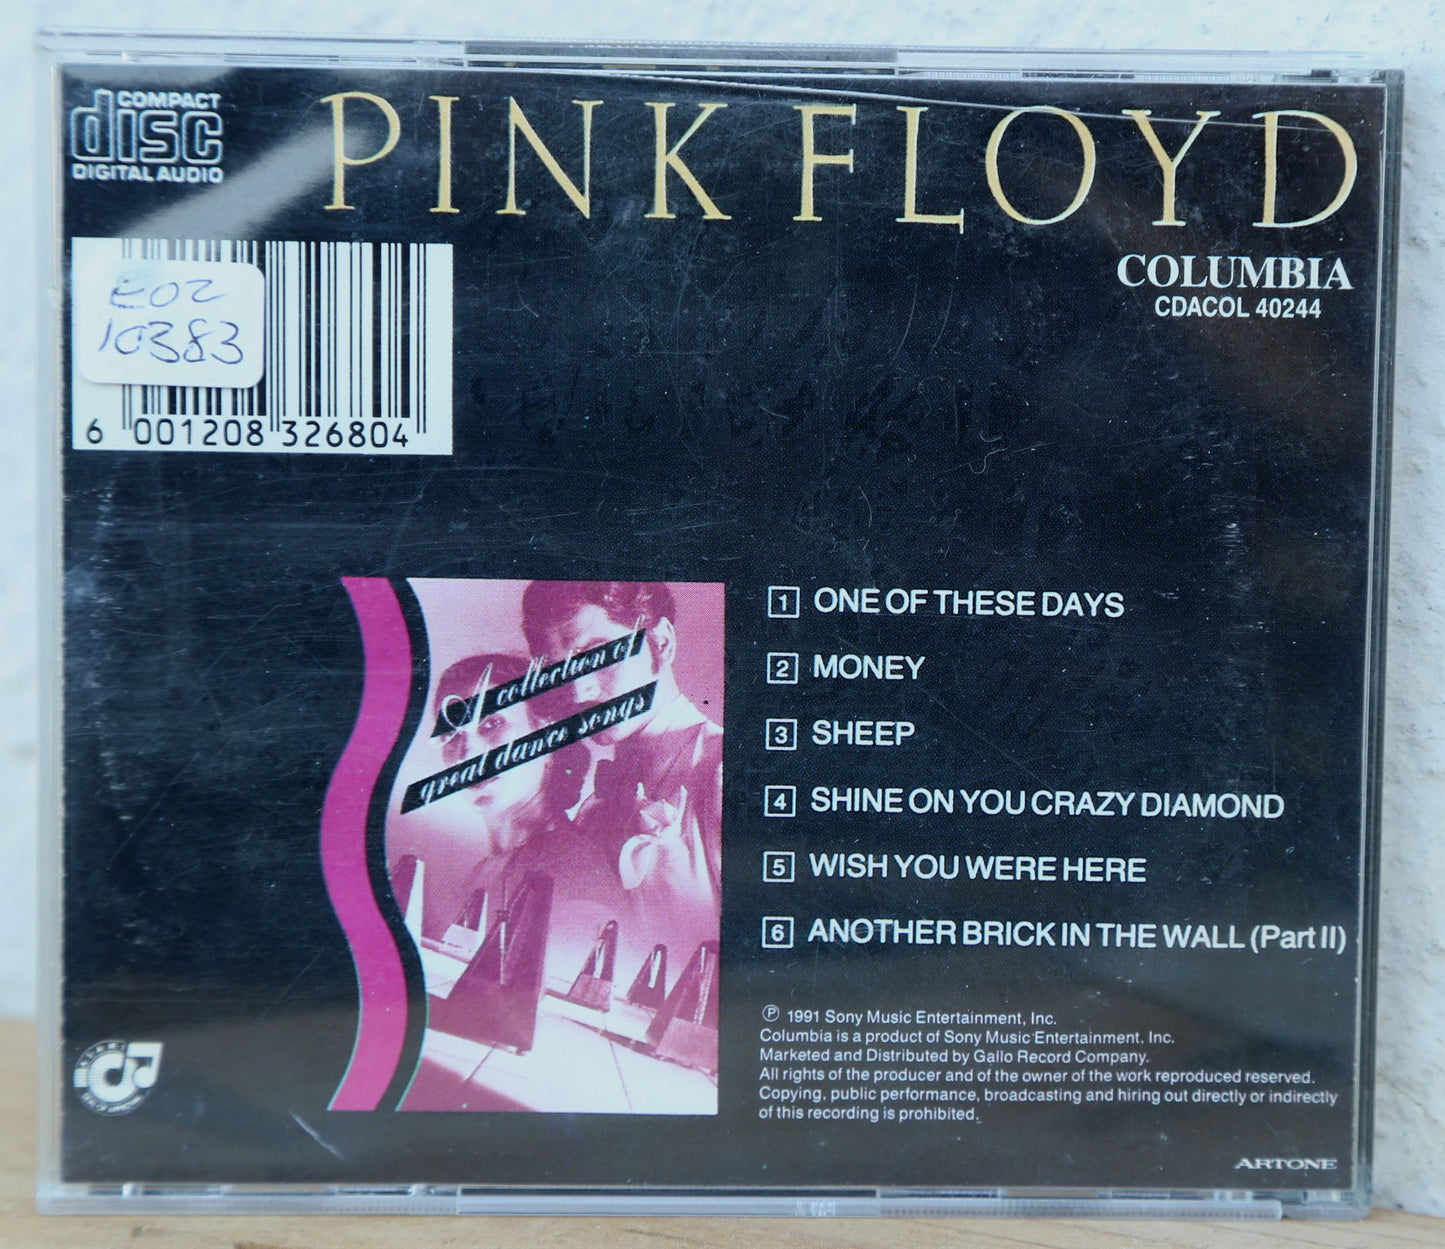 COMPACT
disc
DIGITAL AUDIO
PINK FLOYD
COLUMBIA
CDACOL 40244
E02
10383
6 001208 326804
A collection of
great dance songs
1 ONE OF THESE DAYS
2 MONEY
3 SHEEP
4 SHINE ON YOU CRAZY DIAMOND
5 WISH YOU WERE HERE
6 ANOTHER BRICK IN THE WALL (Part II)
℗ 1991 Sony Music Entertainment, Inc.
Columbia is a product of Sony Music Entertainment, Inc.
Marketed and Distributed by Gallo Record Company.
All rights of the producer and of the owner of the work reproduced reserved.
Copying, public performance, broadcasting and hiring out directly or indirectly
of this recording is prohibited.
ARTONE